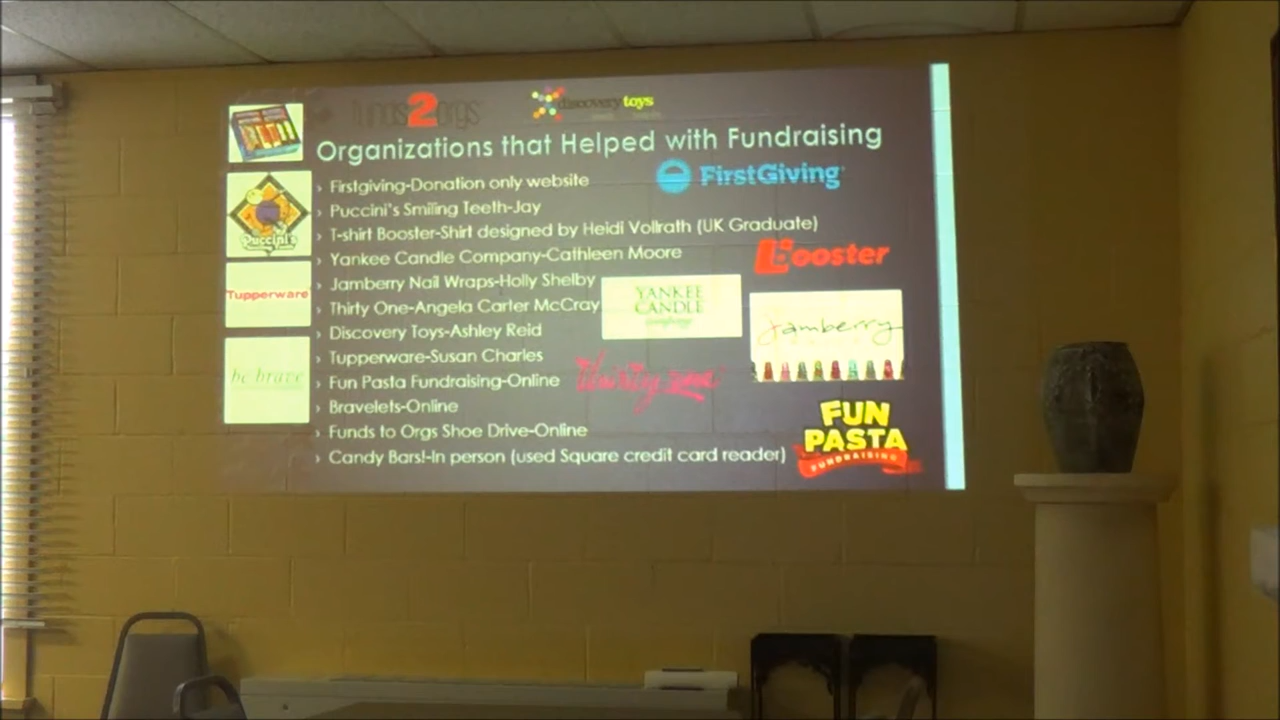 funds2orgs
discovery toys
Organizations that Helped with Fundraising
› Firstgiving-Donation only website
FirstGiving
› Puccini's Smiling Teeth-Jay
› T-shirt Booster-Shirt designed by Heidi Vollrath (UK Graduate)
Puccini's
› Yankee Candle Company-Cathleen Moore
booster
› Jamberry Nail Wraps-Holly Shelby
Tupperware
YANKEE
CANDLE
› Thirty One-Angela Carter McCray
jamberry
› Discovery Toys-Ashley Reid
› Tupperware-Susan Charles
be brave
thirty one
› Fun Pasta Fundraising-Online
› Bravelets-Online
FUN
PASTA
FUNDRAISING
› Funds to Orgs Shoe Drive-Online
› Candy Bars!-In person (used Square credit card reader)